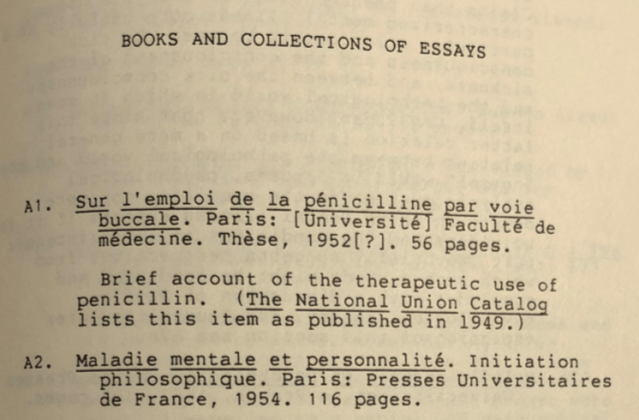 BOOKS AND COLLECTIONS OF ESSAYS
A1. Sur l'emploi de la pénicilline par voie
buccale. Paris: [Université] Faculté de
médecine. Thèse, 1952[?]. 56 pages.
Brief account of the therapeutic use of
penicillin. (The National Union Catalog
lists this item as published in 1949.)
A2. Maladie mentale et personnalité. Initiation
philosophique. Paris: Presses Universitaires
de France, 1954. 116 pages.